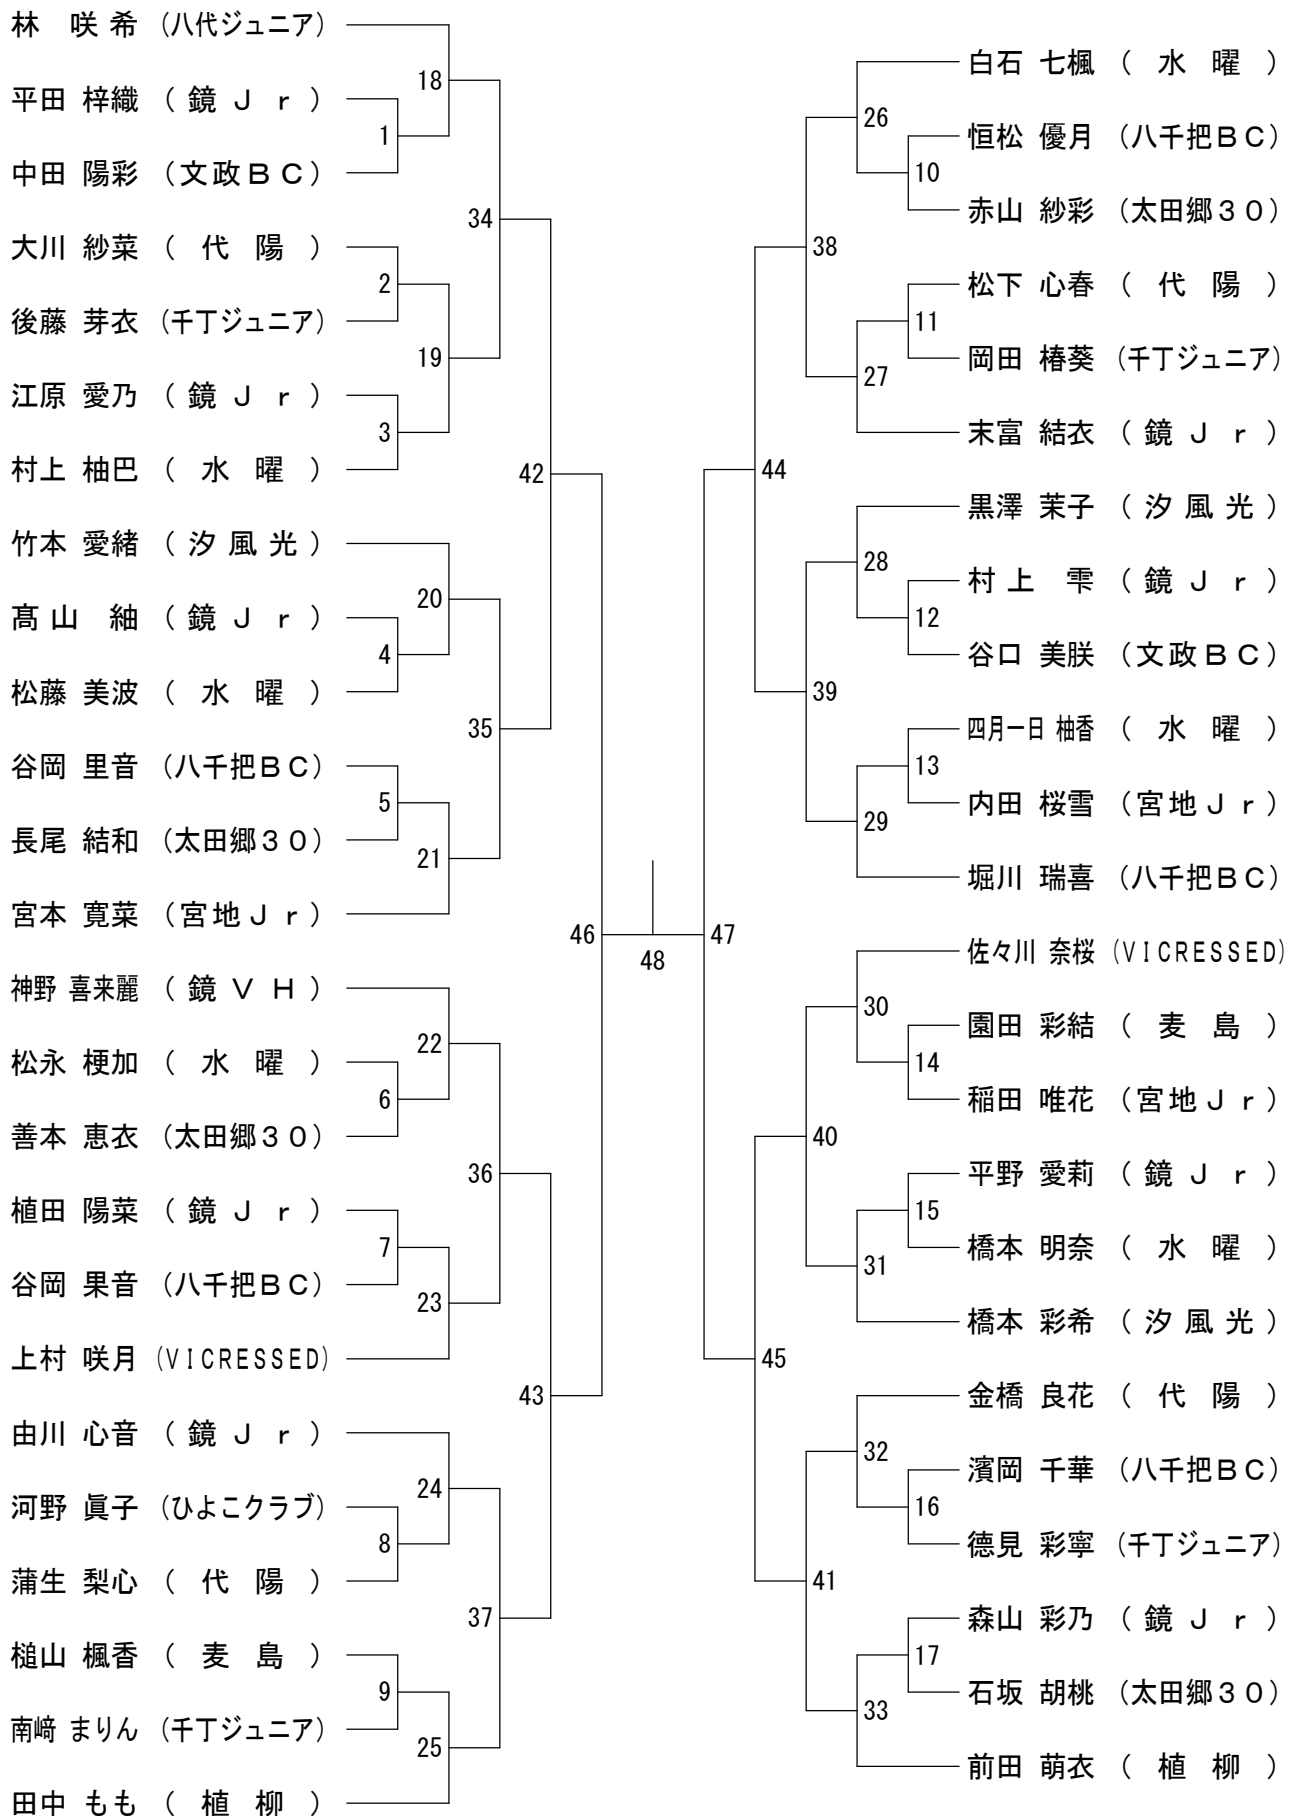 林 咲希 (八代ジュニア)
平田 梓織 (鏡Jr)
中田 陽彩 (文政BC)
大川 紗菜 (代陽)
後藤 芽衣 (千丁ジュニア)
江原 愛乃 (鏡Jr)
村上 柚巴 (水曜)
竹本 愛緒 (汐風光)
髙山 紬 (鏡Jr)
松藤 美波 (水曜)
谷岡 里音 (八千把BC)
長尾 結和 (太田郷30)
宮本 寛菜 (宮地Jr)
神野 喜来麗 (鏡VH)
松永 梗加 (水曜)
善本 恵衣 (太田郷30)
植田 陽菜 (鏡Jr)
谷岡 果音 (八千把BC)
上村 咲月 (VICRESSED)
由川 心音 (鏡Jr)
河野 眞子 (ひよこクラブ)
蒲生 梨心 (代陽)
槌山 楓香 (麦島)
南﨑 まりん (千丁ジュニア)
田中 もも (植柳)
1
2
3
4
5
6
7
8
9
18
19
20
21
22
23
24
25
34
35
36
37
42
43
46
48
47
44
45
38
39
40
41
26
27
28
29
30
31
32
33
10
11
12
13
14
15
16
17
白石 七楓 (水曜)
恒松 優月 (八千把BC)
赤山 紗彩 (太田郷30)
松下 心春 (代陽)
岡田 椿葵 (千丁ジュニア)
末富 結衣 (鏡Jr)
黒澤 茉子 (汐風光)
村上 雫 (鏡Jr)
谷口 美朕 (文政BC)
四月一日 柚香 (水曜)
内田 桜雪 (宮地Jr)
堀川 瑞喜 (八千把BC)
佐々川 奈桜 (VICRESSED)
園田 彩結 (麦島)
稲田 唯花 (宮地Jr)
平野 愛莉 (鏡Jr)
橋本 明奈 (水曜)
橋本 彩希 (汐風光)
金橋 良花 (代陽)
濱岡 千華 (八千把BC)
德見 彩寧 (千丁ジュニア)
森山 彩乃 (鏡Jr)
石坂 胡桃 (太田郷30)
前田 萌衣 (植柳)